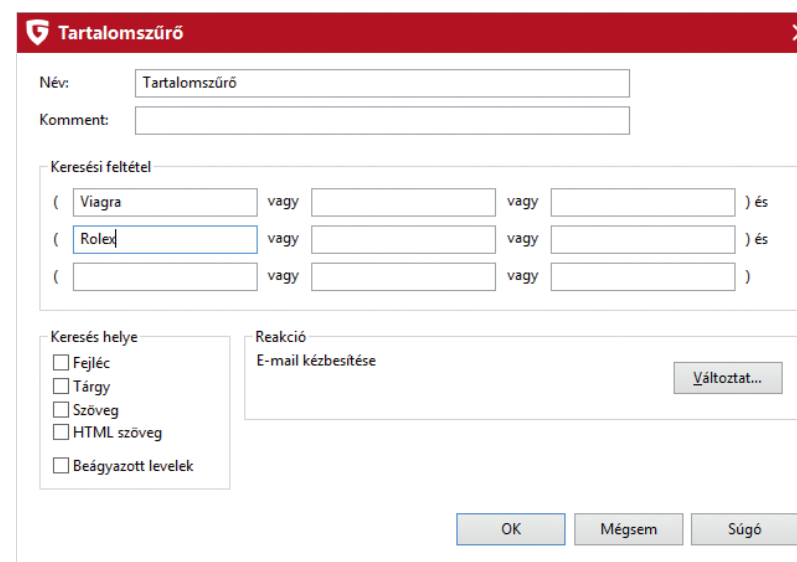 Tartalomszűrő
Név: Tartalomszűrő
Komment:
Keresési feltétel
( Viagra vagy vagy ) és
( Rolex vagy vagy ) és
( vagy vagy )
Keresés helye
Fejléc
Tárgy
Szöveg
HTML szöveg
Beágyazott levelek
Reakció
E-mail kézbesítése
Változtat...
OK Mégsem Súgó